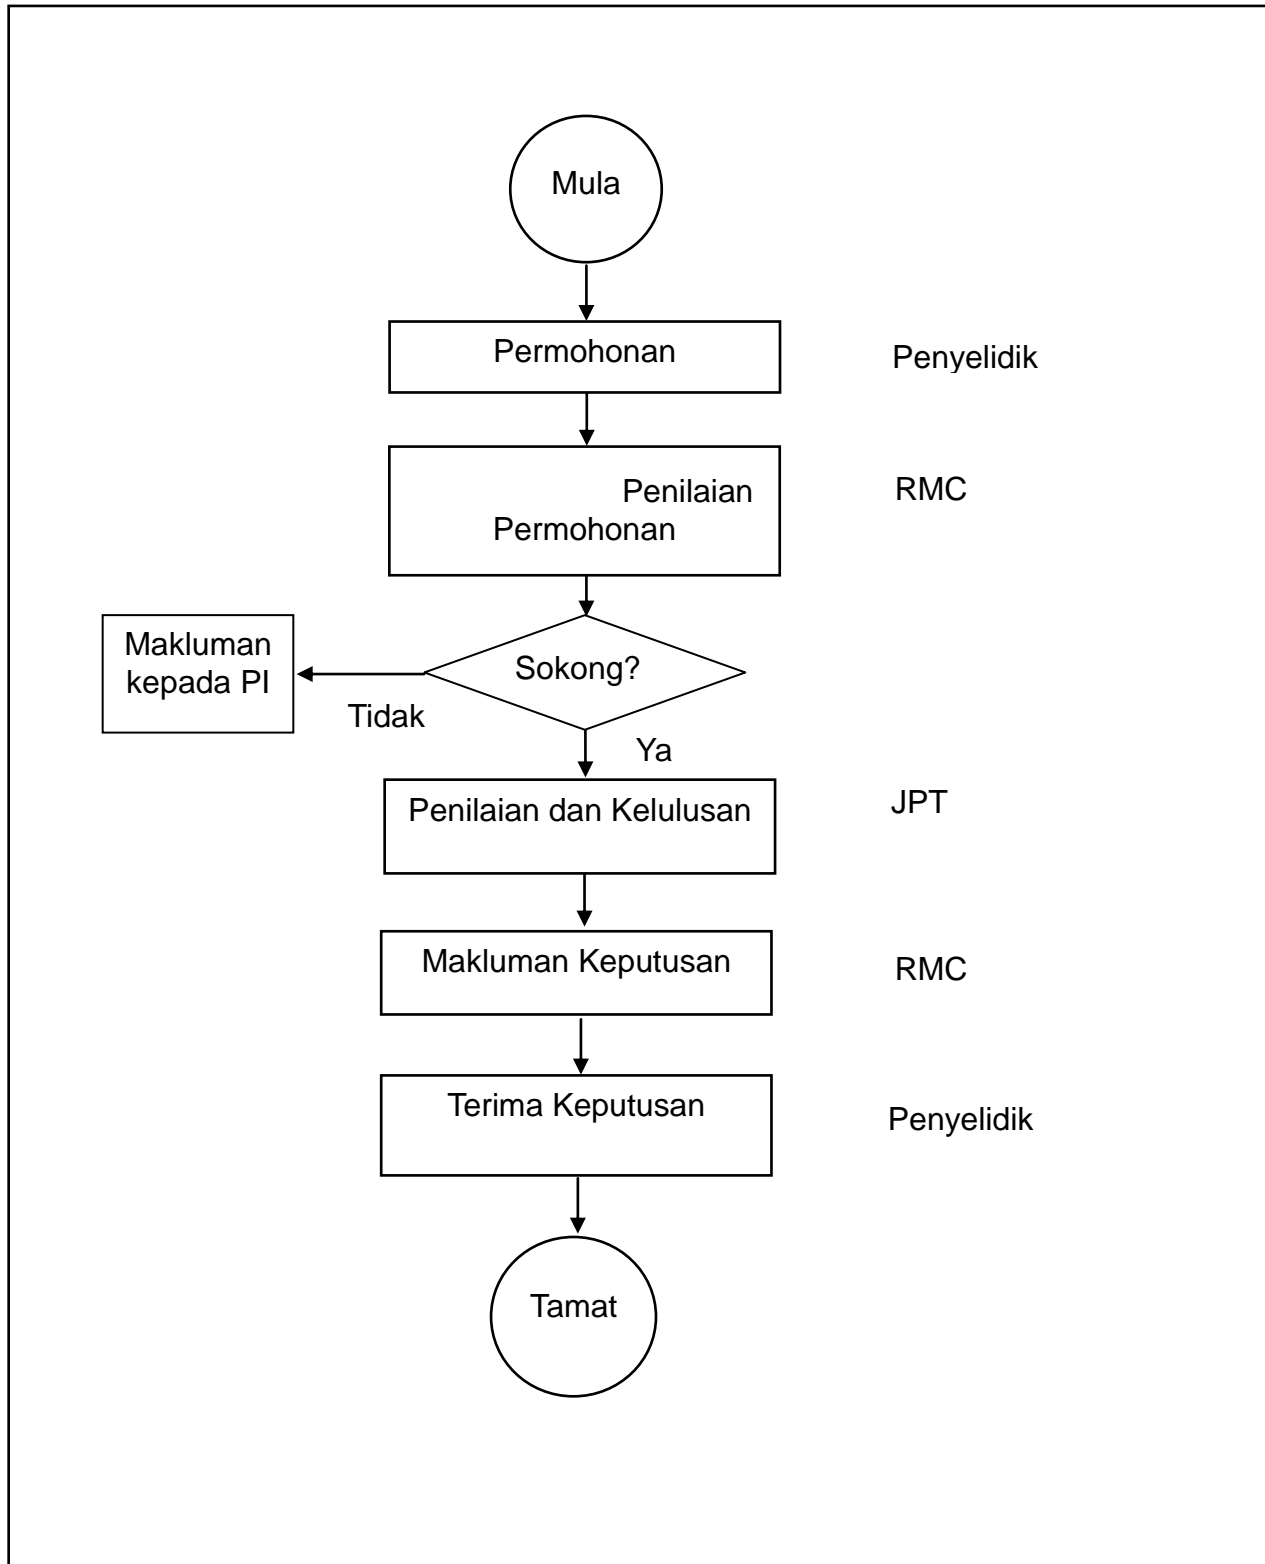 Mula
Permohonan
Penyelidik
Penilaian
Permohonan
RMC
Makluman
kepada PI
Sokong?
Tidak
Ya
Penilaian dan Kelulusan
JPT
Makluman Keputusan
RMC
Terima Keputusan
Penyelidik
Tamat